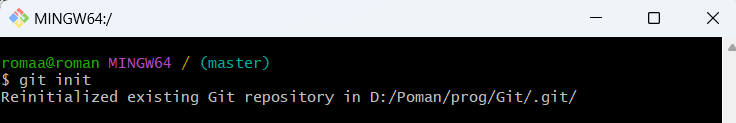 MINGW64:/
romaa@roman MINGW64 / (master)
$ git init
Reinitialized existing Git repository in D:/Poman/prog/Git/.git/